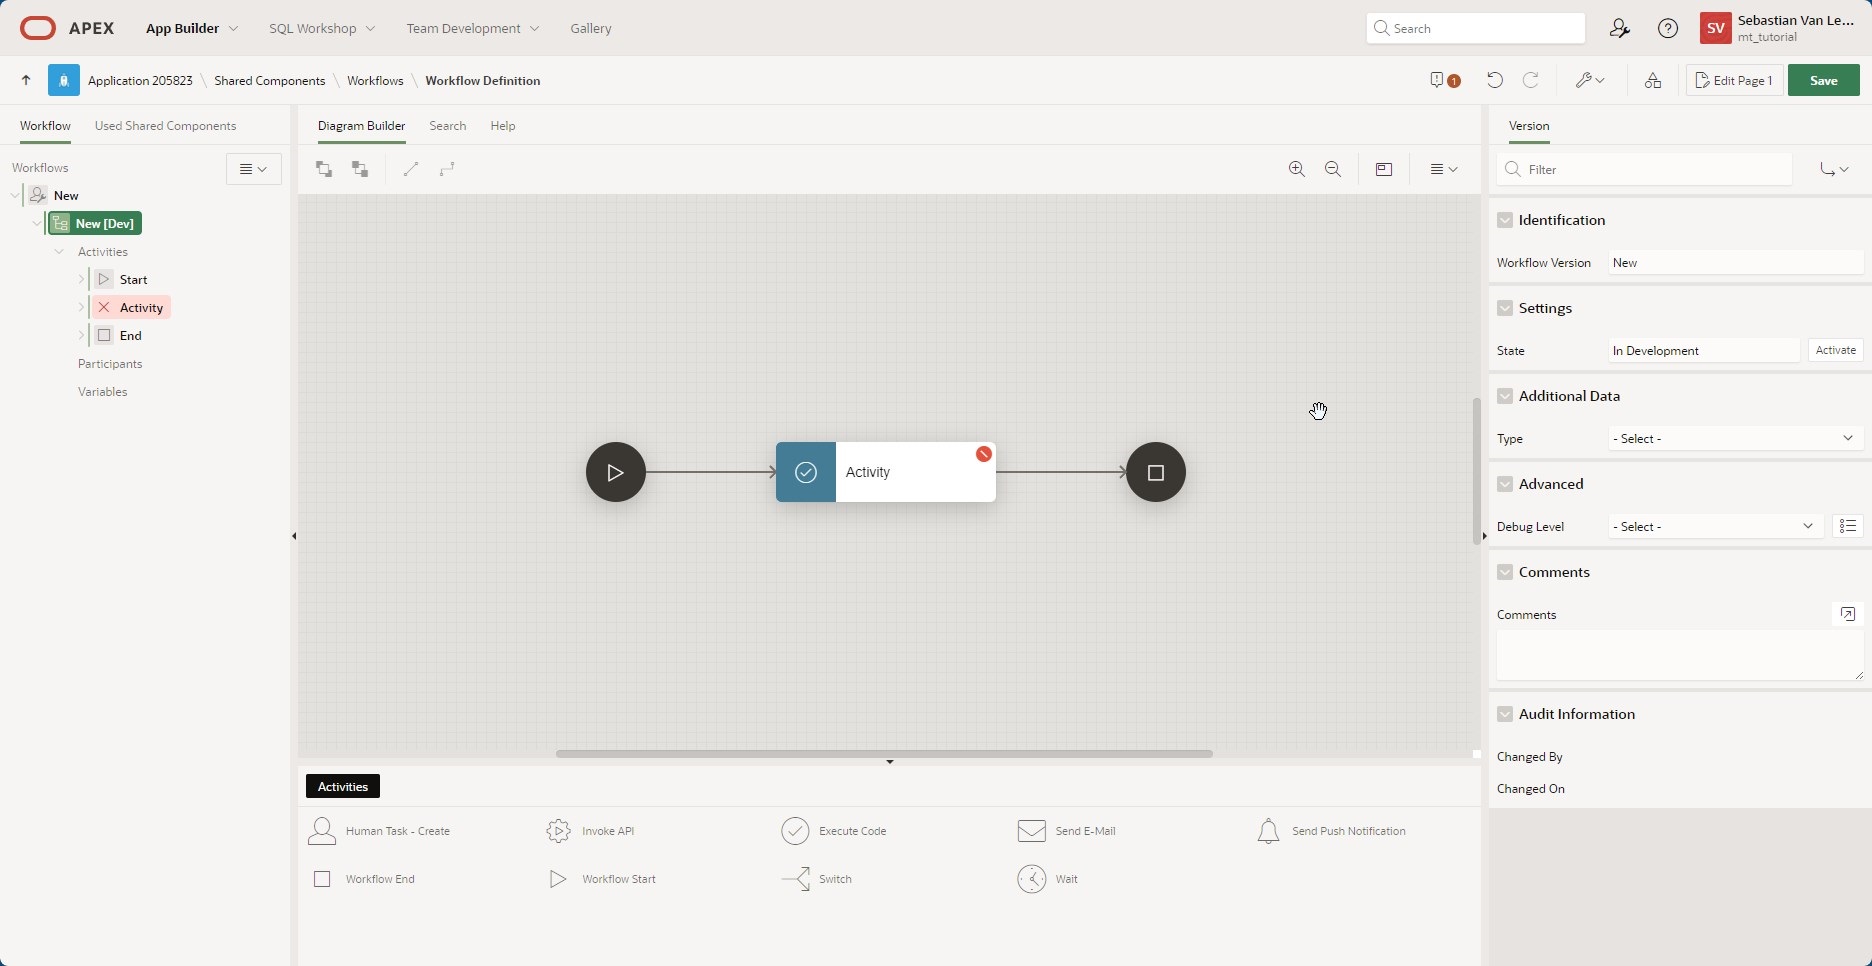 APEX
App Builder
SQL Workshop
Team Development
Gallery
Search
SV
Sebastian Van Le...
mt_tutorial
Application 205823 \ Shared Components \ Workflows \ Workflow Definition
1
Edit Page 1
Save
Workflow
Used Shared Components
Workflows
New
New [Dev]
Activities
Start
Activity
End
Participants
Variables
Diagram Builder
Search
Help
Activity
Activities
Human Task - Create
Invoke API
Execute Code
Send E-Mail
Send Push Notification
Workflow End
Workflow Start
Switch
Wait
Version
Filter
Identification
Workflow Version New
Settings
State In Development Activate
Additional Data
Type - Select -
Advanced
Debug Level - Select -
Comments
Comments
Audit Information
Changed By
Changed On